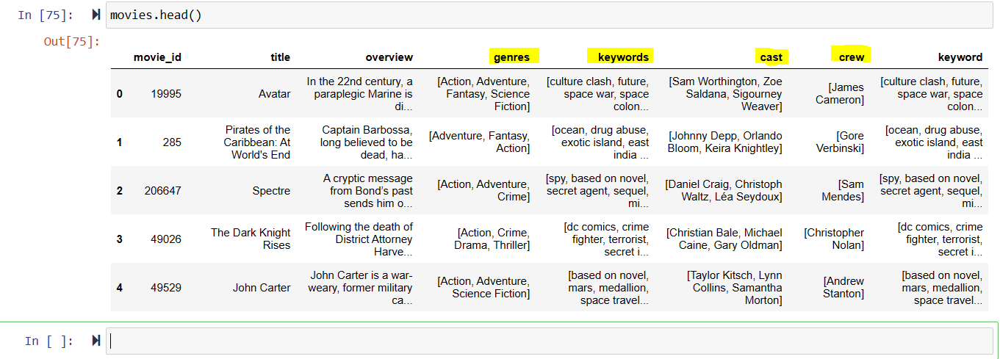 In [75]: movies.head()
Out[75]:
movie_id title overview genres keywords cast crew keyword
0 19995 Avatar In the 22nd century, a paraplegic Marine is di... [Action, Adventure, Fantasy, Science Fiction] [culture clash, future, space war, space colon... [Sam Worthington, Zoe Saldana, Sigourney Weaver] [James Cameron] [culture clash, future, space war, space colon...
1 285 Pirates of the Caribbean: At World's End Captain Barbossa, long believed to be dead, ha... [Adventure, Fantasy, Action] [ocean, drug abuse, exotic island, east india ... [Johnny Depp, Orlando Bloom, Keira Knightley] [Gore Verbinski] [ocean, drug abuse, exotic island, east india ...
2 206647 Spectre A cryptic message from Bond’s past sends him o... [Action, Adventure, Crime] [spy, based on novel, secret agent, sequel, mi... [Daniel Craig, Christoph Waltz, Léa Seydoux] [Sam Mendes] [spy, based on novel, secret agent, sequel, mi...
3 49026 The Dark Knight Rises Following the death of District Attorney Harve... [Action, Crime, Drama, Thriller] [dc comics, crime fighter, terrorist, secret i... [Christian Bale, Michael Caine, Gary Oldman] [Christopher Nolan] [dc comics, crime fighter, terrorist, secret i...
4 49529 John Carter John Carter is a war-weary, former military ca... [Action, Adventure, Science Fiction] [based on novel, mars, medallion, space travel... [Taylor Kitsch, Lynn Collins, Samantha Morton] [Andrew Stanton] [based on novel, mars, medallion, space travel...
In [ ]: